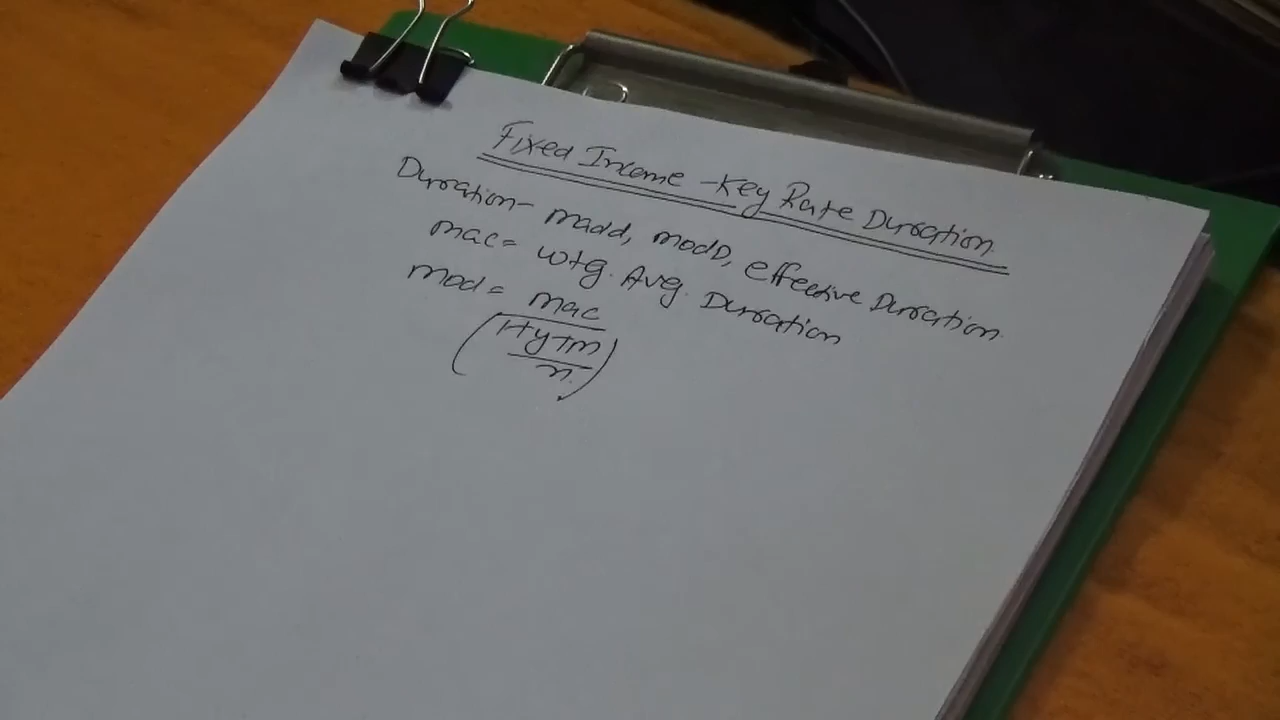 Fixed Income - Key Rate Duration
Duration - macD, modD, effective Duration
mac = wtg. Avg. Duration
mod = mac
(1+ytm
n)